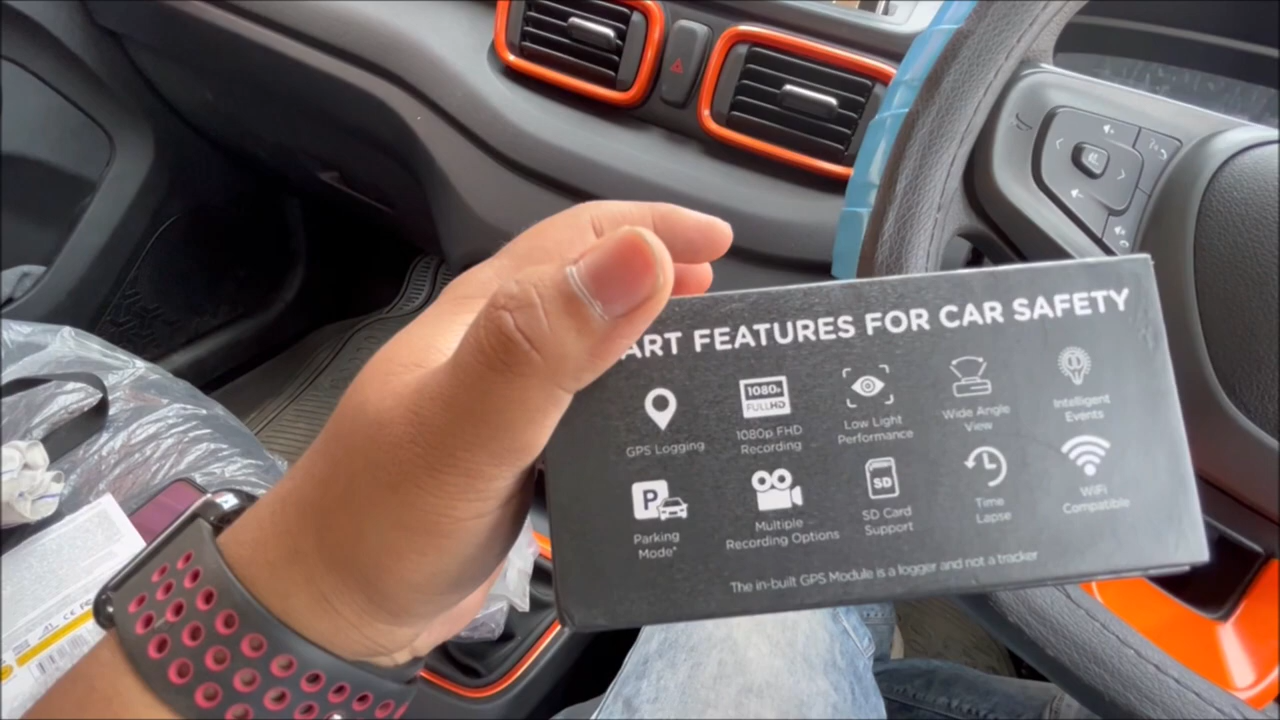 ART FEATURES FOR CAR SAFETY
1080p
FULLHD
GPS Logging
1080p FHD
Recording
Low Light
Performance
Wide Angle
View
Intelligent
Events
P
SD
Parking
Mode*
Multiple
Recording Options
SD Card
Support
Time
Lapse
WiFi
Compatible
The in-built GPS Module is a logger and not a tracker